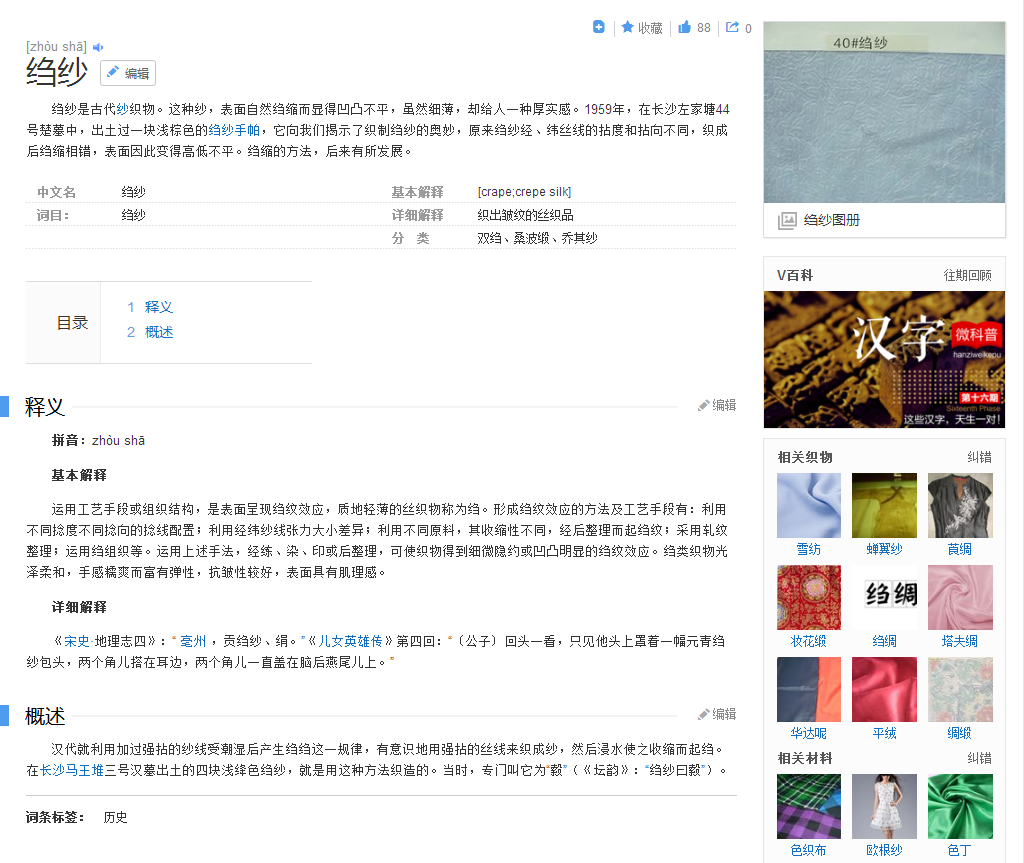 收藏 88 0
[zhòu shā]
绉纱 编辑
绉纱是古代纱织物。这种纱，表面自然绉缩而显得凹凸不平，虽然细薄，却给人一种厚实感。1959年，在长沙左家塘44
号楚墓中，出土过一块浅棕色的绉纱手帕，它向我们揭示了织制绉纱的奥妙，原来绉纱经、纬丝线的拈度和拈向不同，织成
后绉缩相错，表面因此变得高低不平。绉缩的方法，后来有所发展。
中文名 绉纱 基本解释 [crape;crepe silk]
词目： 绉纱 详细解释 织出皱纹的丝织品
分 类 双绉、桑波缎、乔其纱
目录
1 释义
2 概述
释义 编辑
拼音：zhòu shā
基本解释
运用工艺手段或组织结构，是表面呈现绉纹效应，质地轻薄的丝织物称为绉。形成绉纹效应的方法及工艺手段有：利用
不同捻度不同捻向的捻线配置；利用经纬纱线张力大小差异；利用不同原料，其收缩性不同，经后整理而起绉纹；采用轧纹
整理；运用绉组织等。运用上述手法，经练、染、印或后整理，可使织物得到细微隐约或凹凸明显的绉纹效应。绉类织物光
泽柔和，手感糯爽而富有弹性，抗皱性较好，表面具有肌理感。
详细解释
《宋史·地理志四》：“ 亳州 ，贡绉纱、绢。”《儿女英雄传》第四回：“（公子）回头一看，只见他头上罩着一幅元青绉
纱包头，两个角儿搭在耳边，两个角儿一直盖在脑后燕尾儿上。”
概述 编辑
汉代就利用加过强拈的纱线受潮湿后产生绉绉这一规律，有意识地用强拈的丝线来织成纱，然后浸水使之收缩而起绉。
在长沙马王堆三号汉墓出土的四块浅绛色绉纱，就是用这种方法织造的。当时，专门叫它为“縠”（《坛韵》：“绉纱曰縠”）。
词条标签： 历史
40#绉纱
绉纱图册
V百科 往期回顾
汉字 微科普
hanziweikepu
第十六期
Sixteenth Phase
这些汉字，天生一对！
相关织物 纠错
雪纺 蝉翼纱 莨绸
绉绸
妆花缎 绉绸 塔夫绸
华达呢 平绒 绸缎
相关材料 纠错
色织布 欧根纱 色丁